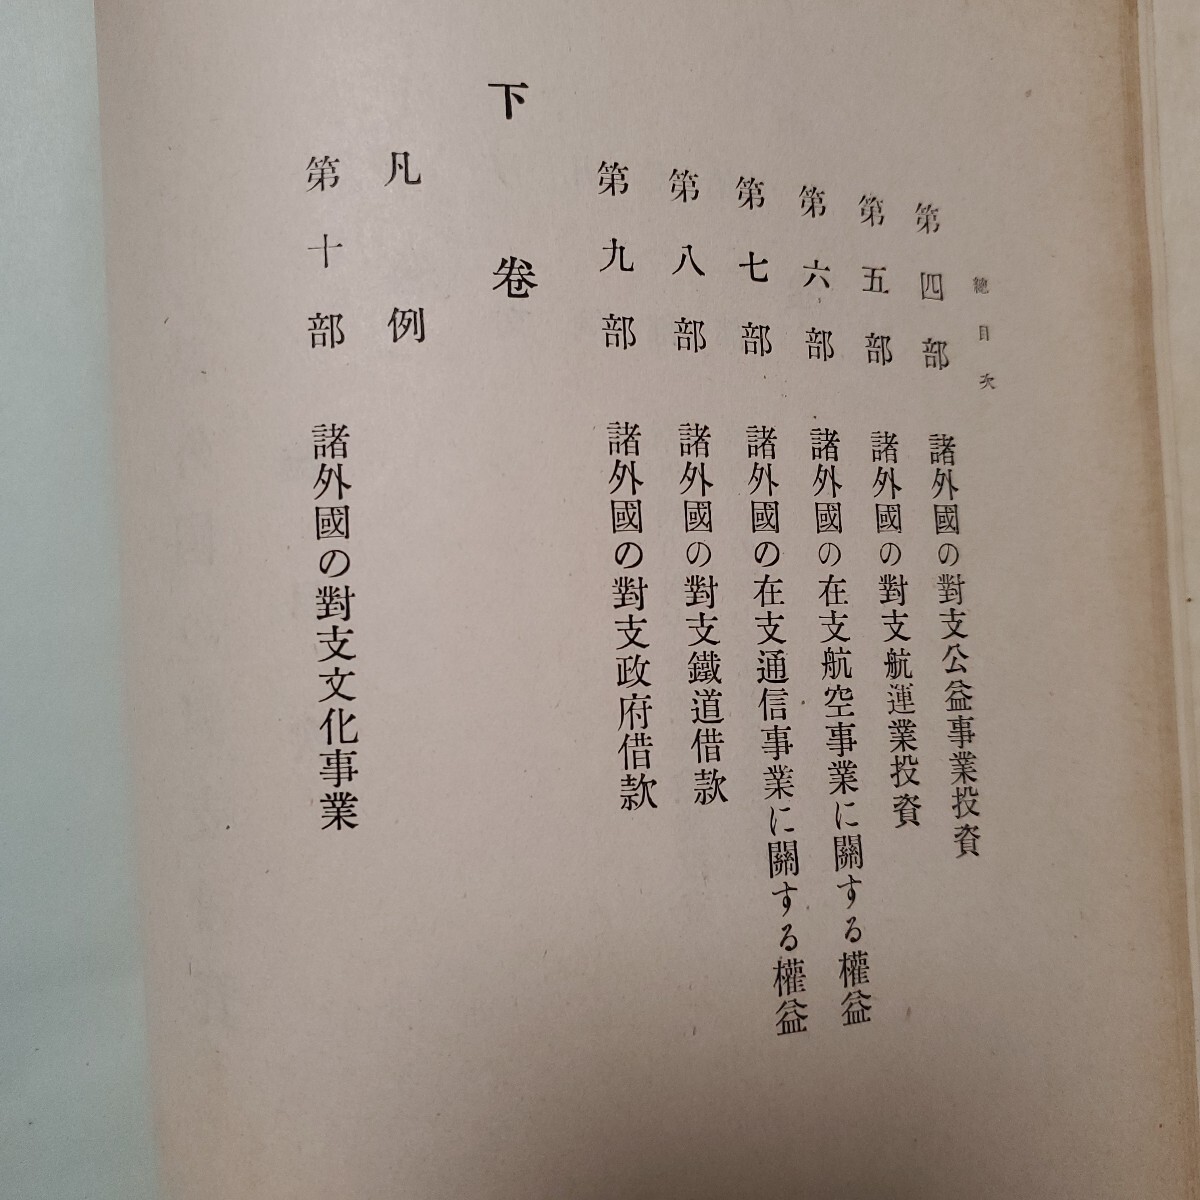 總目次
第四部 諸外國の對支公益事業投資
第五部 諸外國の對支航運業投資
第六部 諸外國の在支航空事業に關する權益
第七部 諸外國の在支通信事業に關する權益
第八部 諸外國の對支鐵道借款
第九部 諸外國の對支政府借款
下卷
凡例
第十部 諸外國の對支文化事業